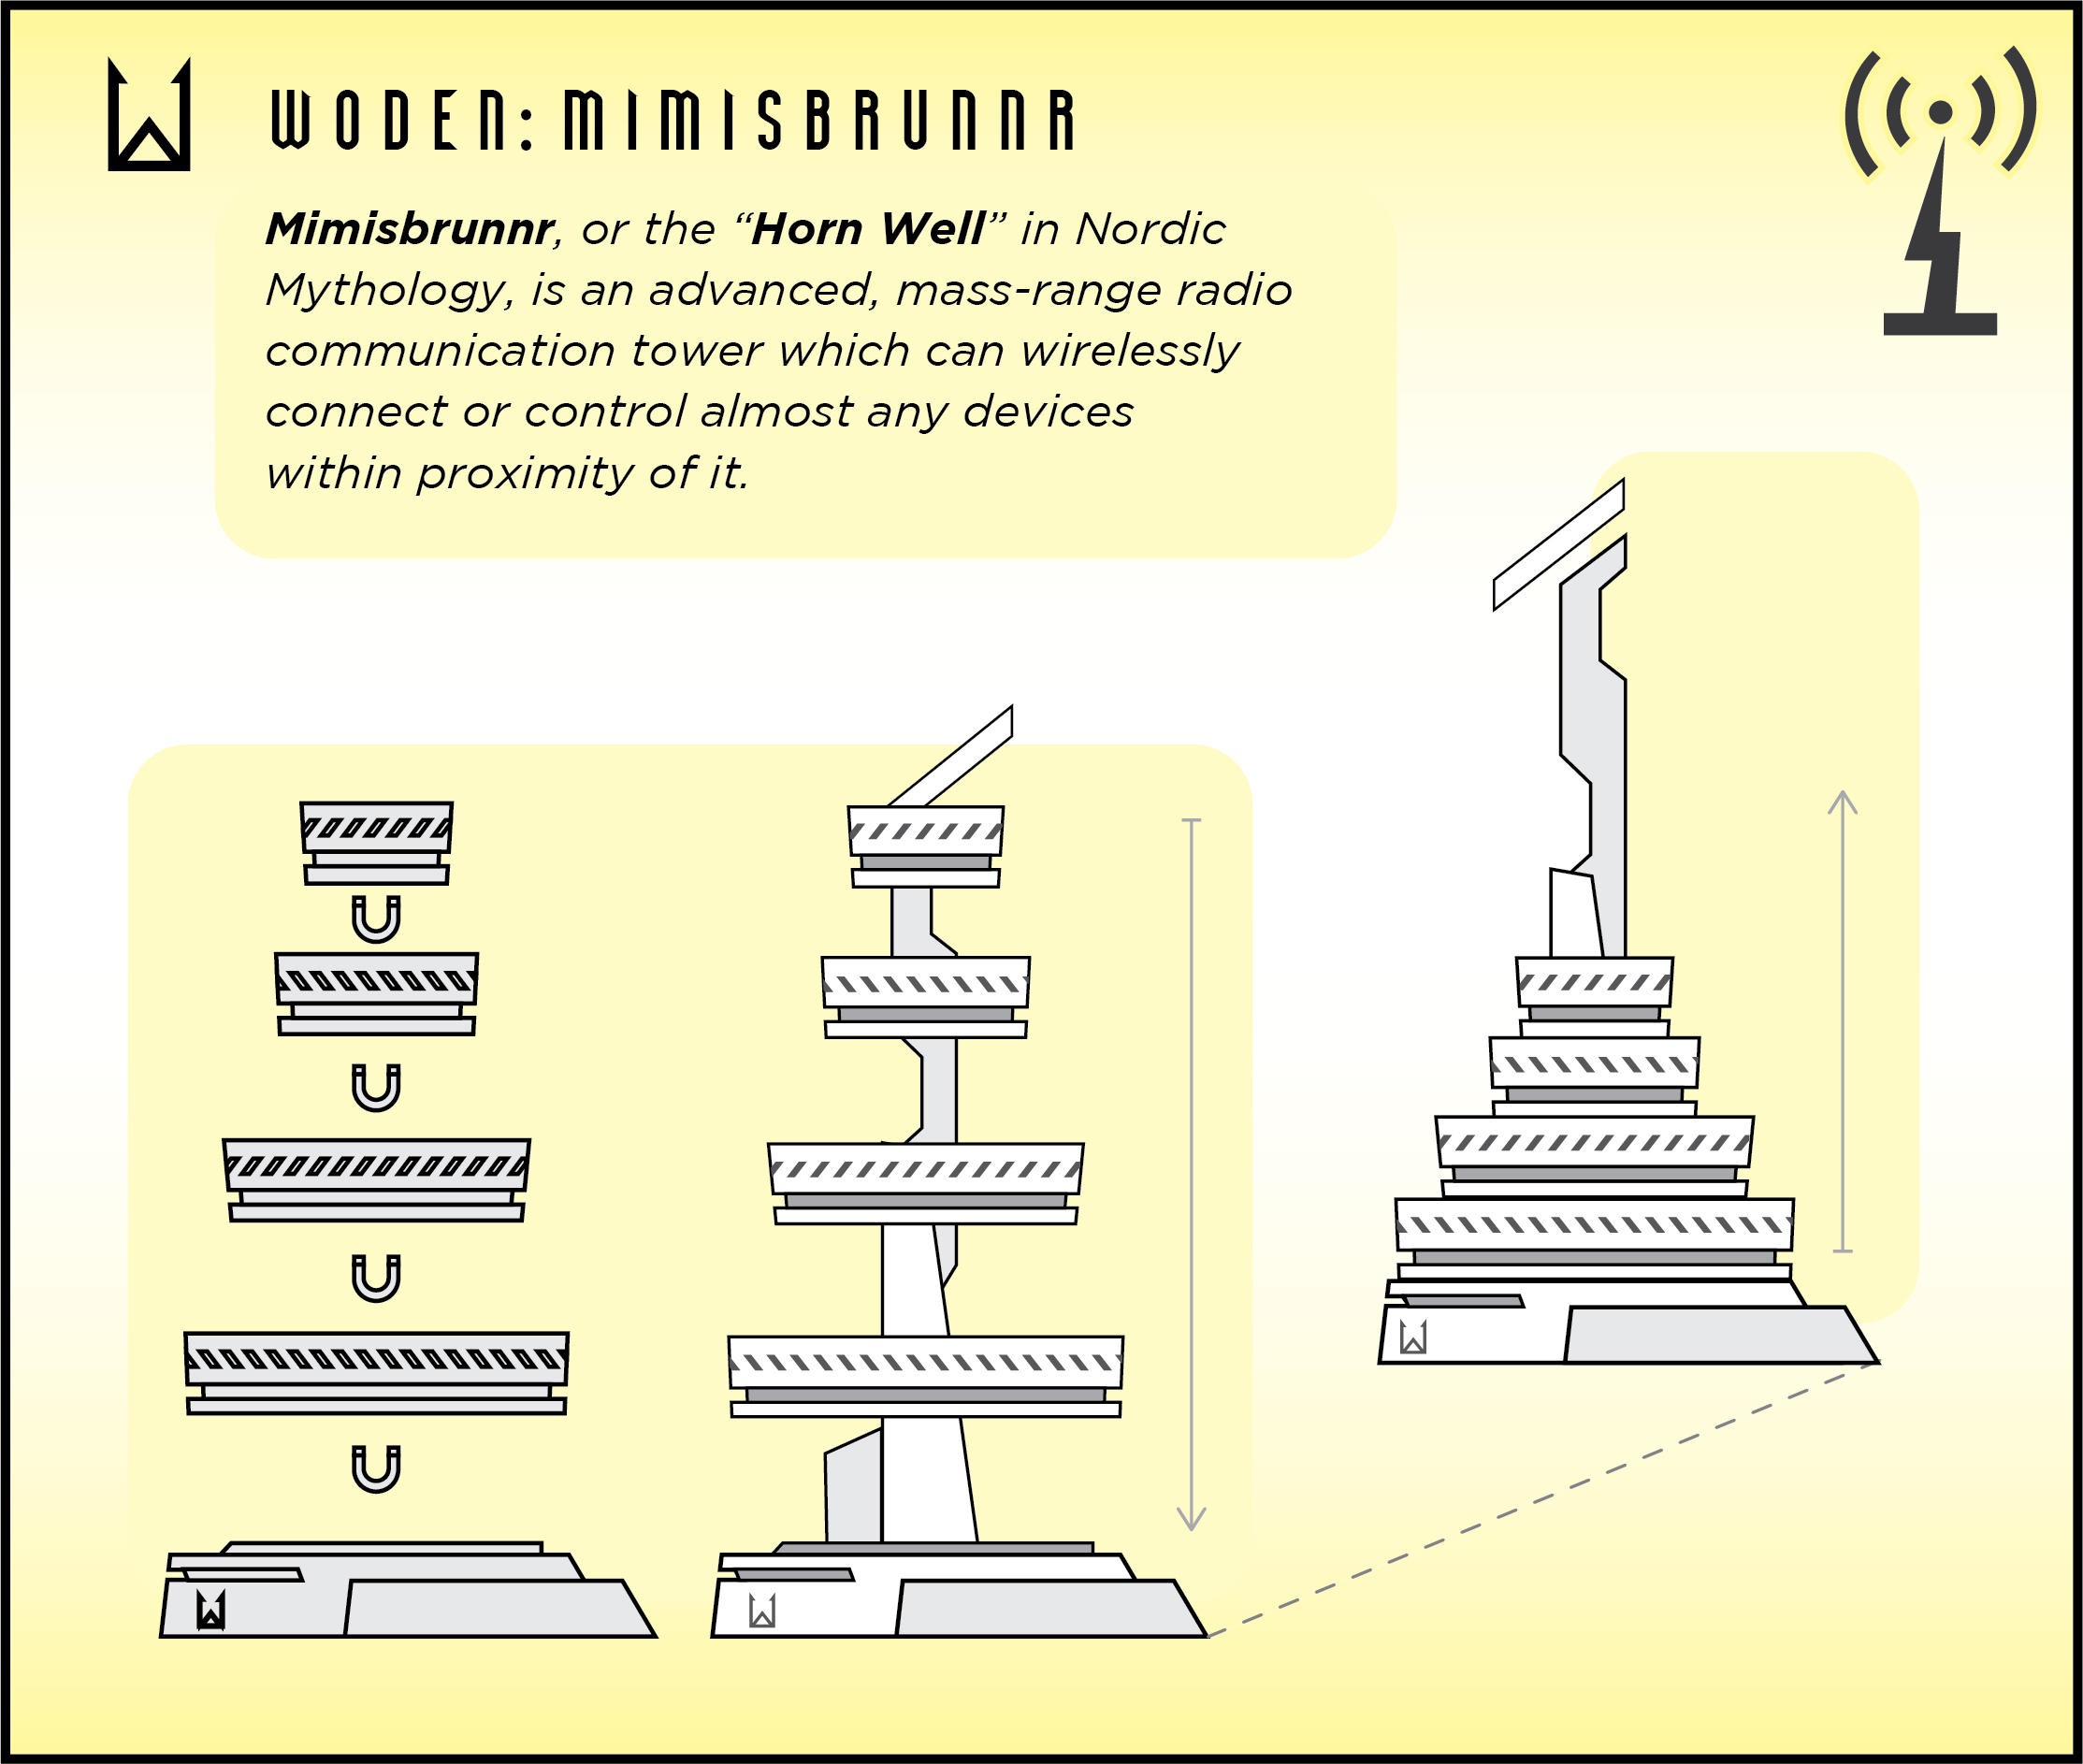 WODEN: MIMISBRUNNR
Mimisbrunnr, or the “Horn Well” in Nordic
Mythology, is an advanced, mass-range radio
communication tower which can wirelessly
connect or control almost any devices
within proximity of it.